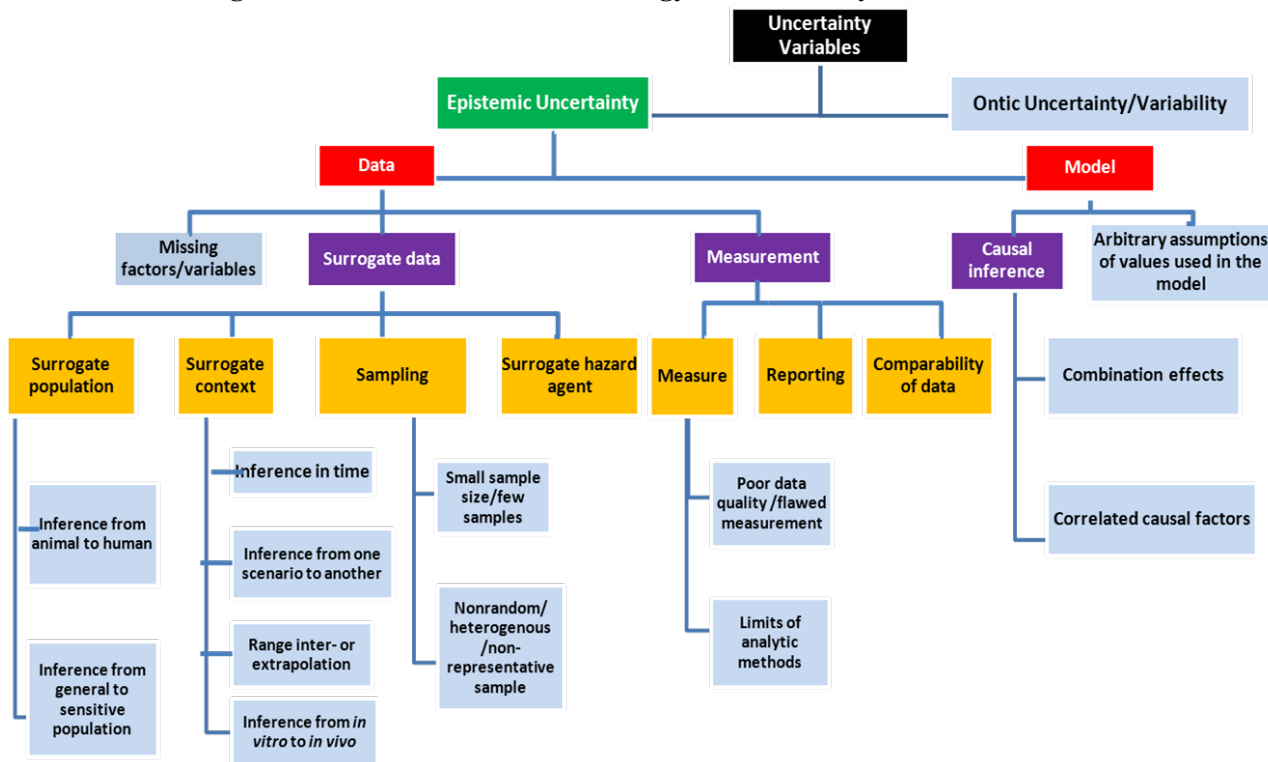 Uncertainty
Variables
Epistemic Uncertainty
Ontic Uncertainty/Variability
Data
Model
Missing
factors/variables
Surrogate data
Measurement
Causal
inference
Arbitrary assumptions
of values used in the
model
Surrogate
population
Surrogate
context
Sampling
Surrogate hazard
agent
Measure
Reporting
Comparability
of data
Combination effects
Correlated causal factors
Inference from
animal to human
Inference from
general to
sensitive
population
Inference in time
Inference from one
scenario to another
Range inter- or
extrapolation
Inference from in
vitro to in vivo
Small sample
size/few
samples
Nonrandom/
heterogenous
/non-
representative
sample
Poor data
quality /flawed
measurement
Limits of
analytic
methods